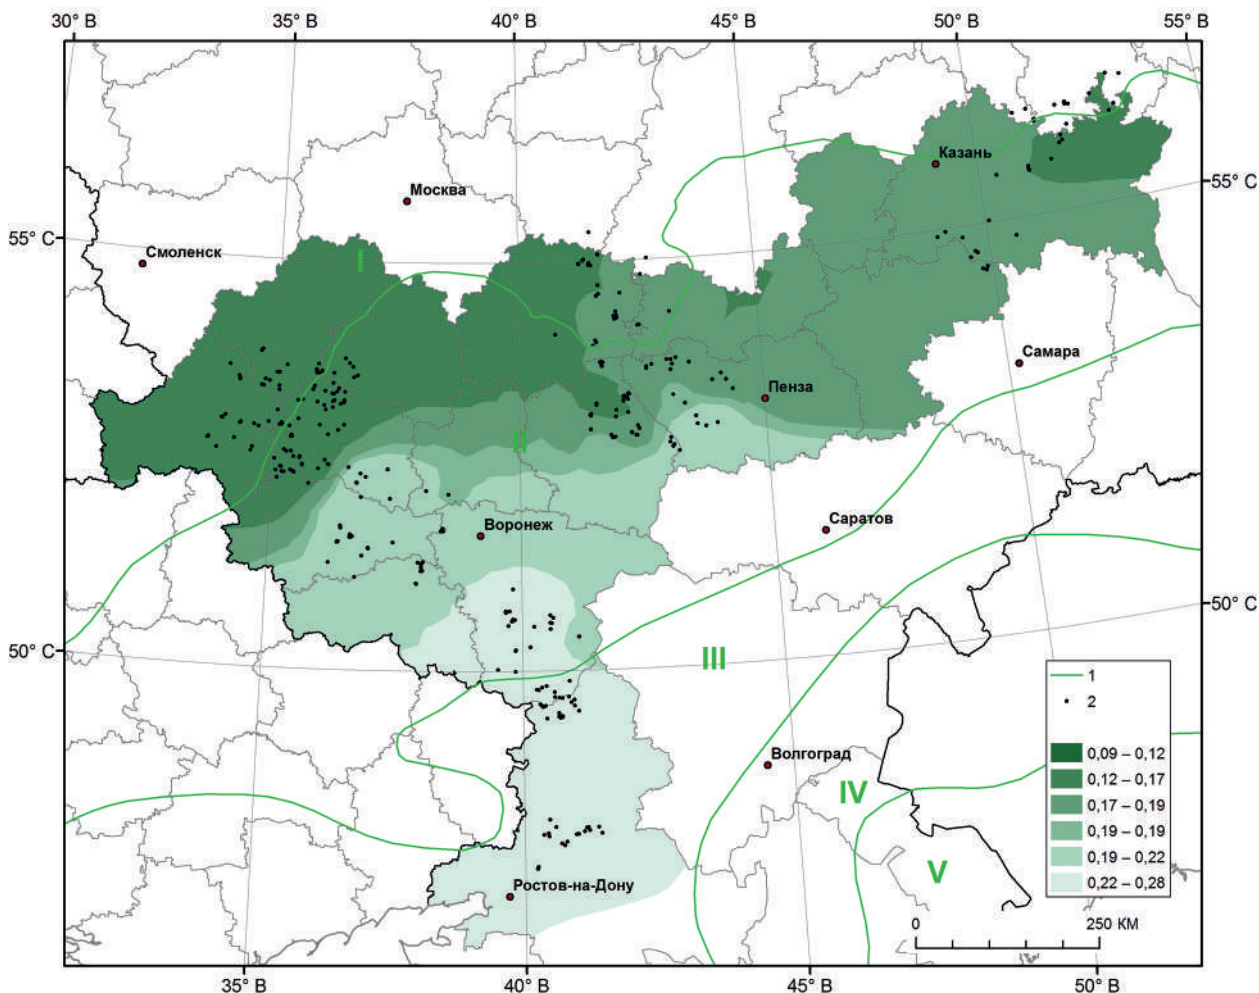 30° В 35° В 40° В 45° В 50° В 55° В
Казань
55° С
Москва
55° С
Смоленск
I
Самара
Пенза
II
Саратов
Воронеж
50° С
50° С
III
1
2
Волгоград
0,09 – 0,12
IV
0,12 – 0,17
0,17 – 0,19
0,19 – 0,19
0,19 – 0,22
V
0,22 – 0,28
Ростов-на-Дону
0 250 КМ
35° В 40° В 45° В 50° В